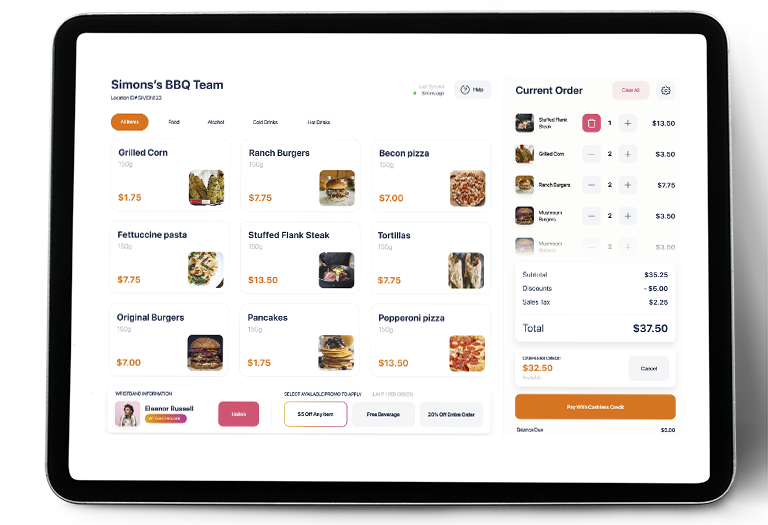 Simons's BBQ Team
Location ID# SIMON123
Last Synced
5 mins ago
Help
All Items
Food
Alcohol
Cold Drinks
Hot Drinks
Grilled Corn
150g
$1.75
Ranch Burgers
150g
$7.75
Becon pizza
150g
$7.00
Fettuccine pasta
150g
$7.75
Stuffed Flank Steak
150g
$13.50
Tortillas
150g
$7.75
Original Burgers
150g
$7.00
Pancakes
150g
$1.75
Pepperoni pizza
150g
$13.50
WRISTBAND INFORMATION
Eleanor Russell
Unlink
SELECT AVAILABLE PROMO TO APPLY
(LIMIT 1 PER ORDER)
$5 Off Any Item
Free Beverage
20% Off Entire Order
Current Order
Clear All
Stuffed Flank
Steak
1
$13.50
Grilled Corn
2
$3.50
Ranch Burgers
2
$7.75
Mushroom
Burgers
2
$3.50
Mushroom
Burgers
2
$3.50
Subtotal
$35.25
Discounts
- $5.00
Sales Tax
$2.25
Total
$37.50
CASHLESS CREDIT
$32.50
Available
Cancel
Pay With Cashless Credit
Balance Due
$5.00